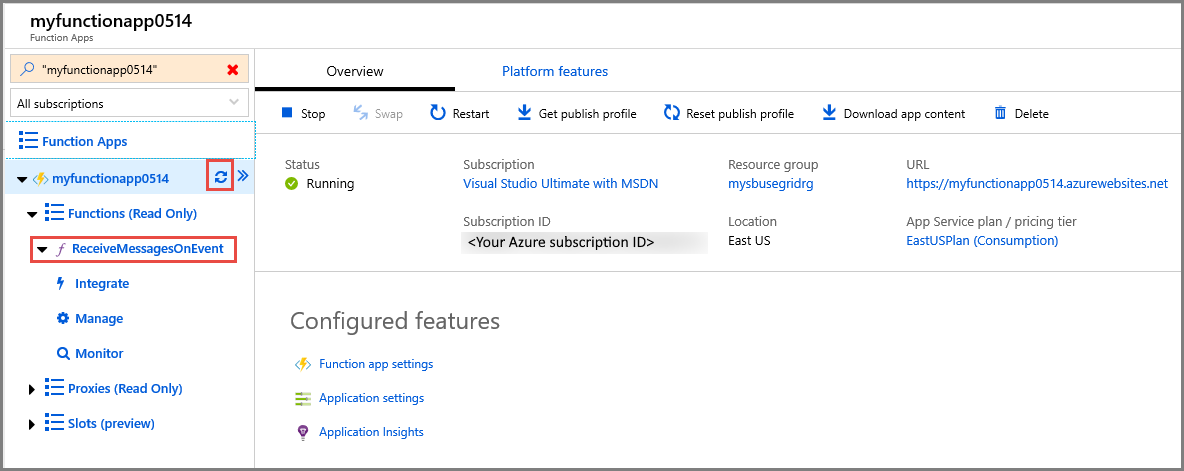 myfunctionapp0514
Function Apps
"myfunctionapp0514"
All subscriptions
Function Apps
myfunctionapp0514
Functions (Read Only)
ReceiveMessagesOnEvent
Integrate
Manage
Monitor
Proxies (Read Only)
Slots (preview)
Overview Platform features
Stop Swap Restart Get publish profile Reset publish profile Download app content Delete
Status Subscription Resource group URL
Running Visual Studio Ultimate with MSDN mysbusegridrg https://myfunctionapp0514.azurewebsites.net
Subscription ID Location App Service plan / pricing tier
<Your Azure subscription ID> East US EastUSPlan (Consumption)
Configured features
Function app settings
Application settings
Application Insights